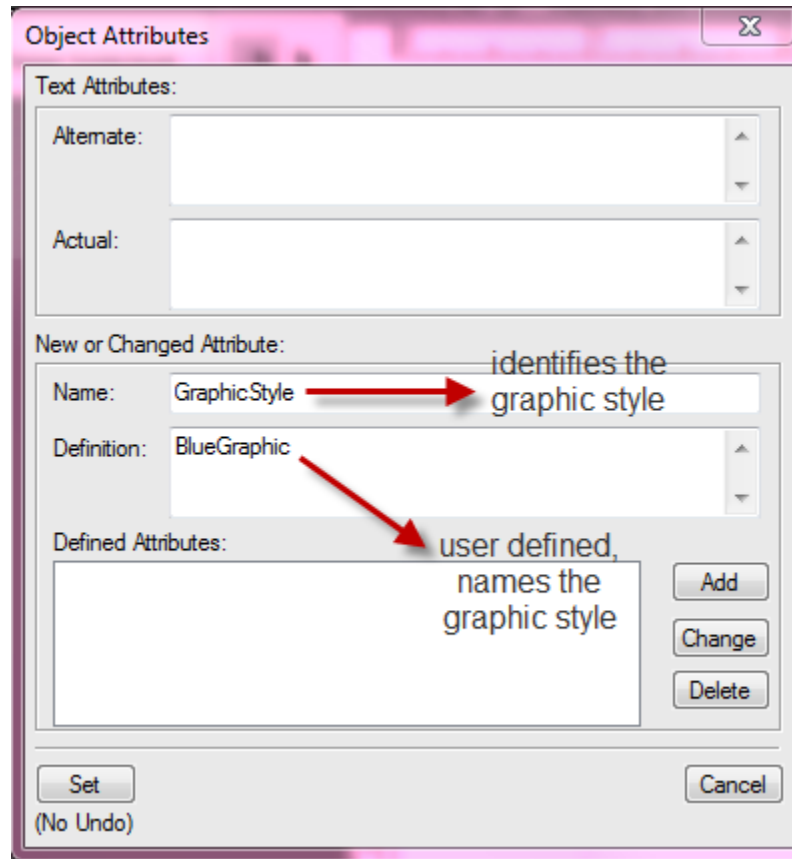 Object Attributes
Text Attributes:
Alternate:
Actual:
New or Changed Attribute:
identifies the
graphic style
Name: GraphicStyle
Definition: BlueGraphic
Defined Attributes:
user defined,
names the
graphic style
Add
Change
Delete
Set
Cancel
(No Undo)